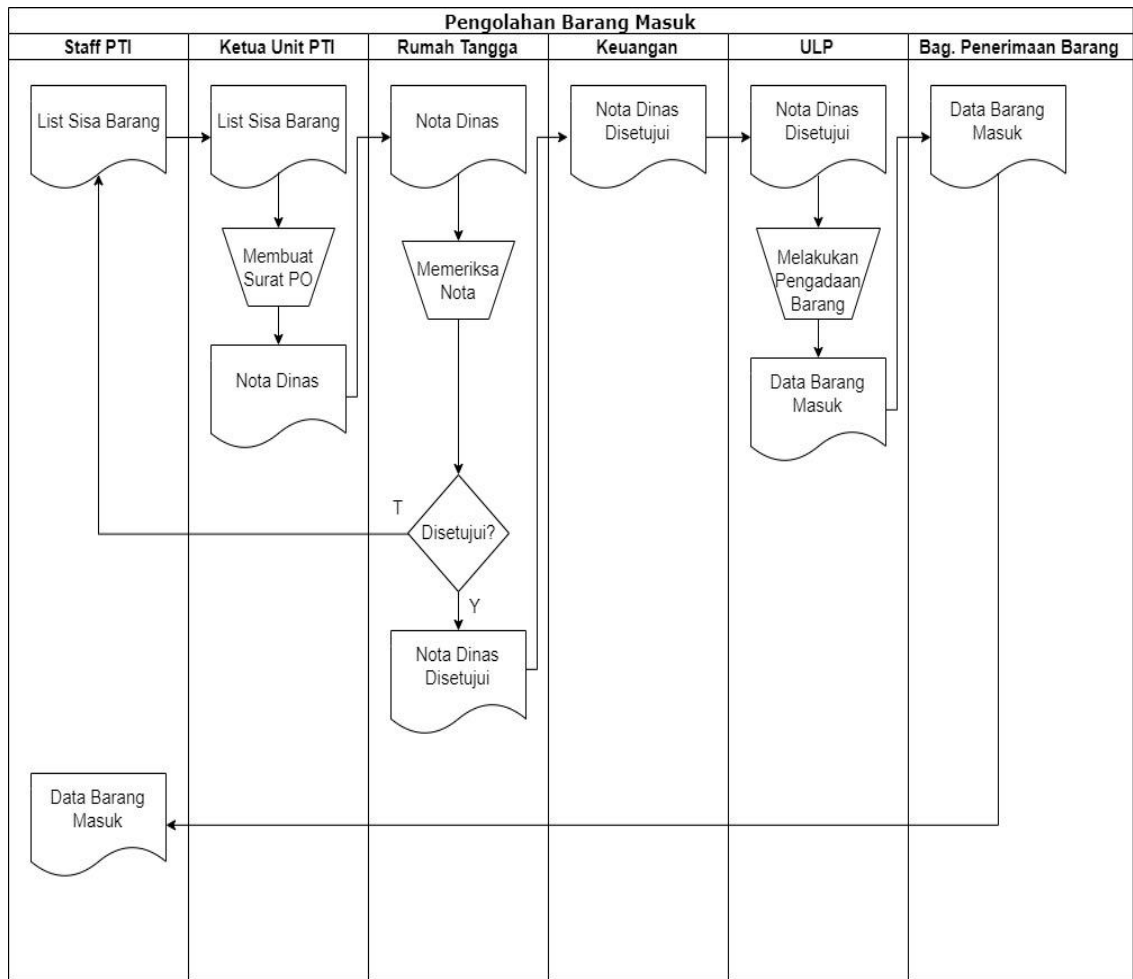 Pengolahan Barang Masuk
Staff PTI
Ketua Unit PTI
Rumah Tangga
Keuangan
ULP
Bag. Penerimaan Barang
List Sisa Barang
List Sisa Barang
Nota Dinas
Nota Dinas
Disetujui
Nota Dinas
Disetujui
Data Barang
Masuk
Membuat
Surat PO
Memeriksa
Nota
Melakukan
Pengadaan
Barang
Nota Dinas
Data Barang
Masuk
T
Disetujui?
Y
Nota Dinas
Disetujui
Data Barang
Masuk